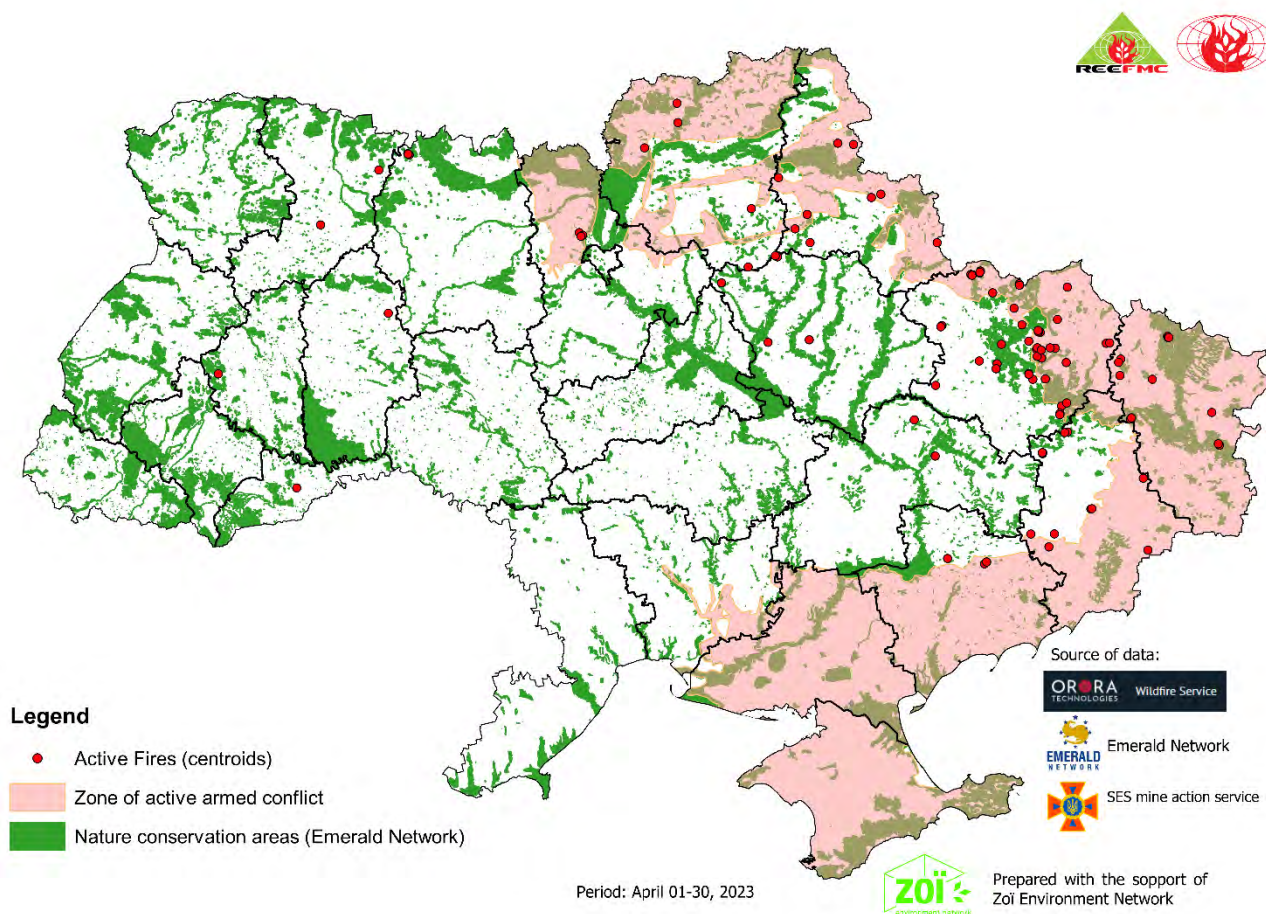 REEFMC
Source of data:
ORORA
TECHNOLOGIES
Wildfire Service
EMERALD
NETWORK
Emerald Network
SES mine action service
Legend
Active Fires (centroids)
Zone of active armed conflict
Nature conservation areas (Emerald Network)
Period: April 01-30, 2023
zoï
environment network
Prepared with the sopport of
Zoï Environment Network